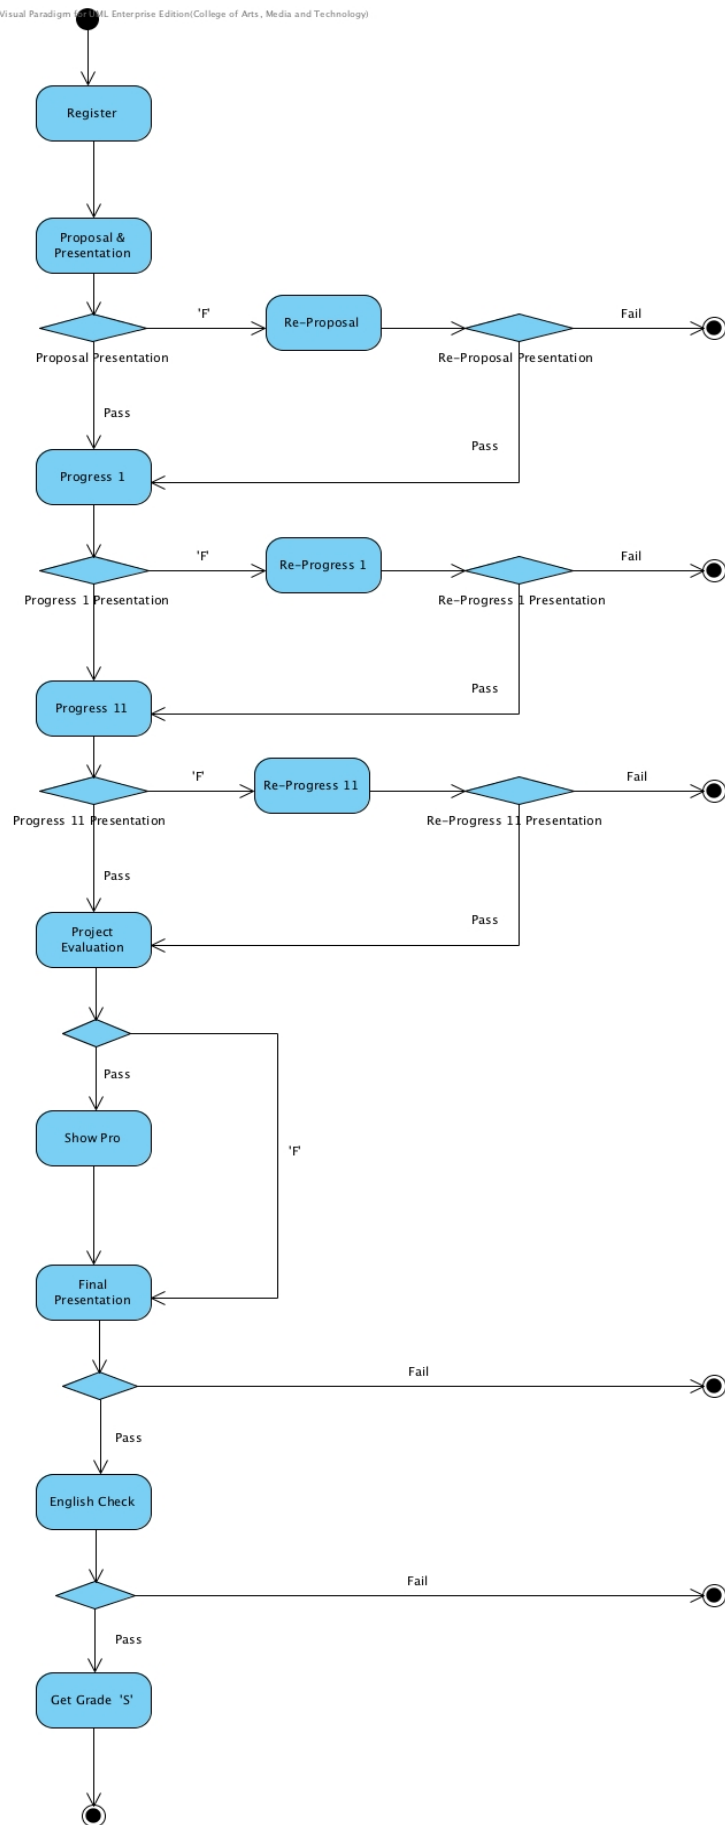 Visual Paradigm for UML Enterprise Edition(College of Arts, Media and Technology)
Register
Proposal &
Presentation
'F'
Re-Proposal
Fail
Proposal Presentation
Re-Proposal Presentation
Pass
Pass
Progress 1
'F'
Re-Progress 1
Fail
Progress 1 Presentation
Re-Progress 1 Presentation
Pass
Progress 11
'F'
Re-Progress 11
Fail
Progress 11 Presentation
Re-Progress 11 Presentation
Pass
Pass
Project
Evaluation
Pass
Show Pro
'F'
Final
Presentation
Fail
Pass
English Check
Fail
Pass
Get Grade 'S'